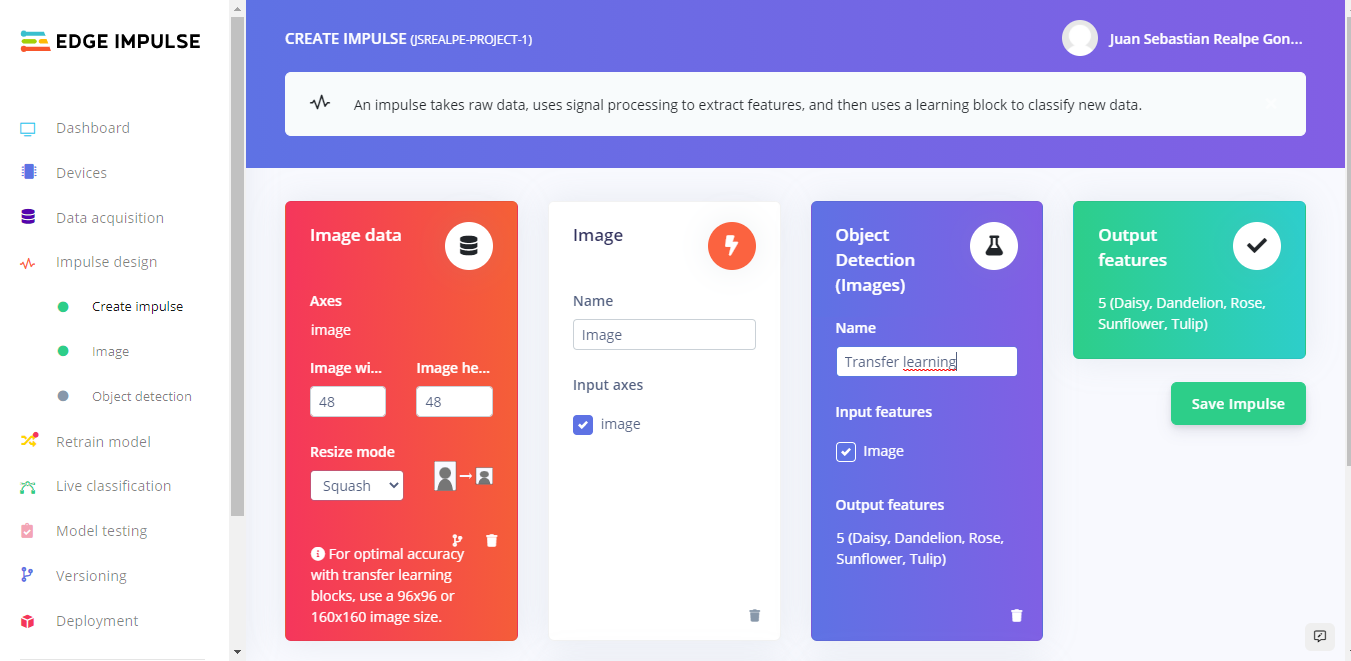 EDGE IMPULSE
Dashboard
Devices
Data acquisition
Impulse design
Create impulse
Image
Object detection
Retrain model
Live classification
Model testing
Versioning
Deployment
CREATE IMPULSE (JSREALPE-PROJECT-1)
Juan Sebastian Realpe Gon...
An impulse takes raw data, uses signal processing to extract features, and then uses a learning block to classify new data.
Image data
Axes
image
Image wi... Image he...
48 48
Resize mode
Squash
For optimal accuracy
with transfer learning
blocks, use a 96x96 or
160x160 image size.
Image
Name
Image
Input axes
image
Object
Detection
(Images)
Name
Transfer learning
Input features
Image
Output features
5 (Daisy, Dandelion, Rose,
Sunflower, Tulip)
Output
features
5 (Daisy, Dandelion, Rose,
Sunflower, Tulip)
Save Impulse